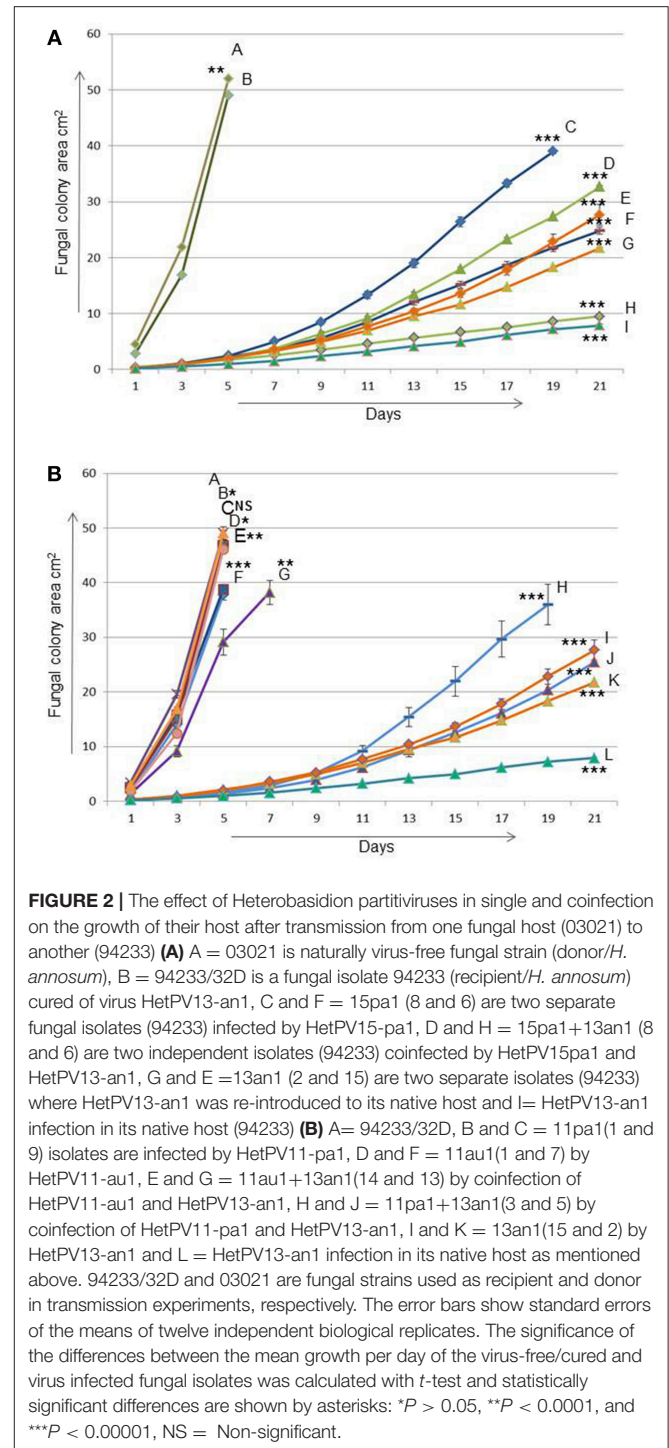 A
Fungal colony area cm²
60
50
40
30
20
10
0
A
** B
*** C
*** D
*** E
*** F
*** G
*** H
I
***
1 3 5 7 9 11 13 15 17 19 21
Days
B
Fungal colony area cm²
60
50
40
30
20
10
0
A
B*
CNS
D*
E**
*** F
** G
*** H
*** I
*** J
*** K
L
***
1 3 5 7 9 11 13 15 17 19 21
Days
FIGURE 2 | The effect of Heterobasidion partitiviruses in single and coinfection
on the growth of their host after transmission from one fungal host (03021) to
another (94233) (A) A = 03021 is naturally virus-free fungal strain (donor/H.
annosum), B = 94233/32D is a fungal isolate 94233 (recipient/H. annosum)
cured of virus HetPV13-an1, C and F = 15pa1 (8 and 6) are two separate
fungal isolates (94233) infected by HetPV15-pa1, D and H = 15pa1+13an1 (8
and 6) are two independent isolates (94233) coinfected by HetPV15pa1 and
HetPV13-an1, G and E =13an1 (2 and 15) are two separate isolates (94233)
where HetPV13-an1 was re-introduced to its native host and I= HetPV13-an1
infection in its native host (94233) (B) A= 94233/32D, B and C = 11pa1(1 and
9) isolates are infected by HetPV11-pa1, D and F = 11au1(1 and 7) by
HetPV11-au1, E and G = 11au1+13an1(14 and 13) by coinfection of
HetPV11-au1 and HetPV13-an1, H and J = 11pa1+13an1(3 and 5) by
coinfection of HetPV11-pa1 and HetPV13-an1, I and K = 13an1(15 and 2) by
HetPV13-an1 and L = HetPV13-an1 infection in its native host as mentioned
above. 94233/32D and 03021 are fungal strains used as recipient and donor
in transmission experiments, respectively. The error bars show standard errors
of the means of twelve independent biological replicates. The significance of
the differences between the mean growth per day of the virus-free/cured and
virus infected fungal isolates was calculated with t-test and statistically
significant differences are shown by asterisks: *P > 0.05, **P < 0.0001, and
***P < 0.00001, NS = Non-significant.